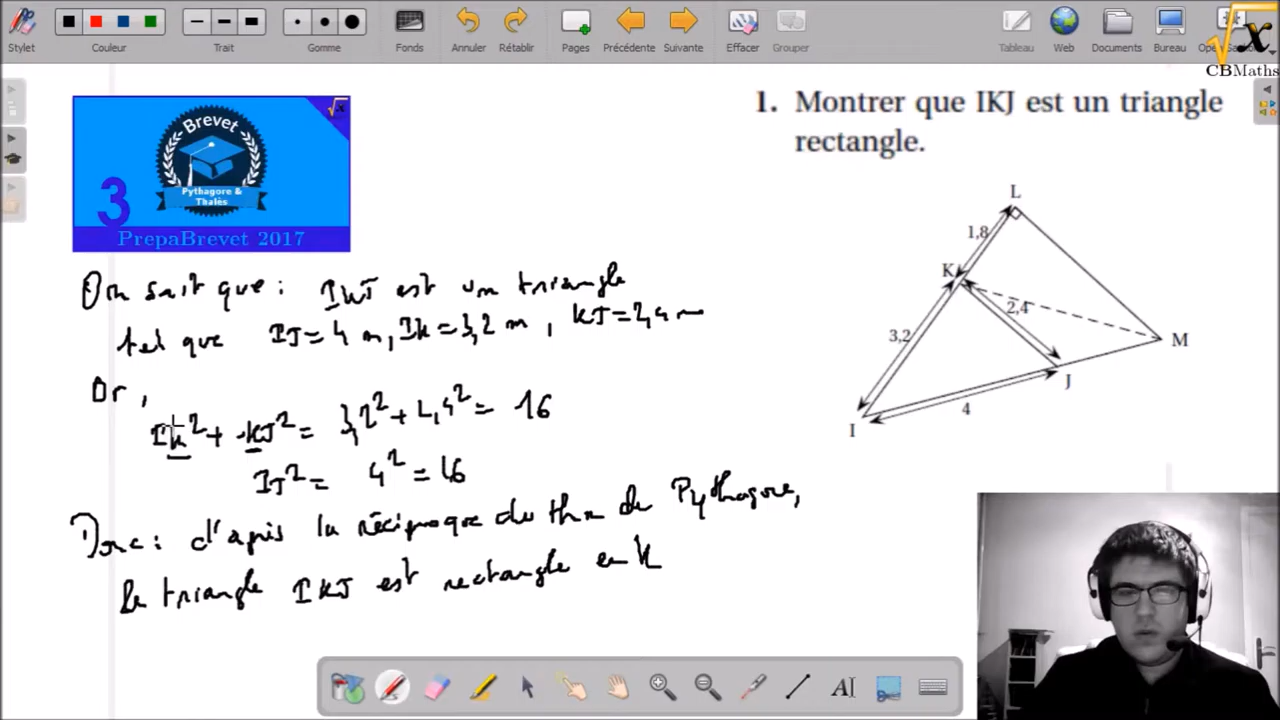 Stylet
Couleur
Trait
Gomme
Fonds
Annuler
Rétablir
Pages
Précédente
Suivante
Effacer
Grouper
Tableau
Web
Documents
Bureau
√x
CBMaths
Brevet
Pythagore &
Thalès
3
PrepaBrevet 2017
1. Montrer que IKJ est un triangle
rectangle.
L
1,8
K
2,4
3,2
M
J
4
I
On sait que : IKJ est un triangle
tel que IJ = 4 m, IK = 3,2 m, KJ = 2,4 m
Or,
IK² + KJ² = 3,2² + 2,4² = 16
IJ² = 4² = 16
Donc : d'après la réciproque du thm de Pythagore,
le triangle IKJ est rectangle en K
AI